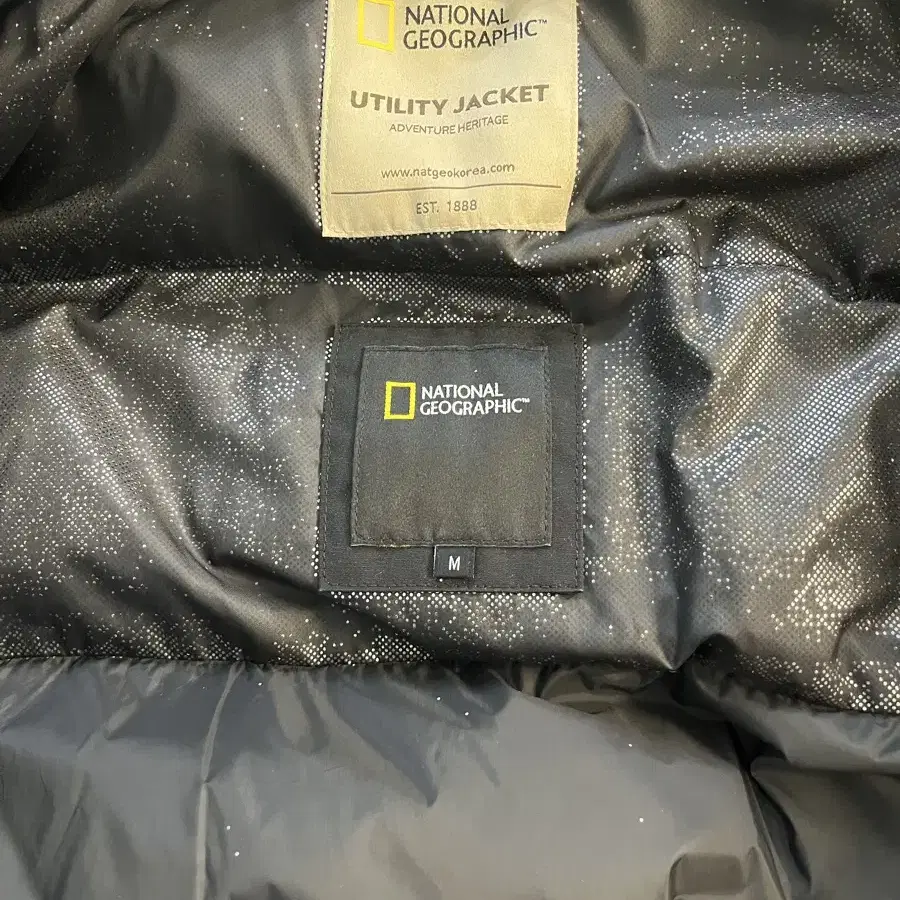 NATIONAL
GEOGRAPHIC™
UTILITY JACKET
ADVENTURE HERITAGE
www.natgeokorea.com
EST. 1888
NATIONAL
GEOGRAPHIC™
M